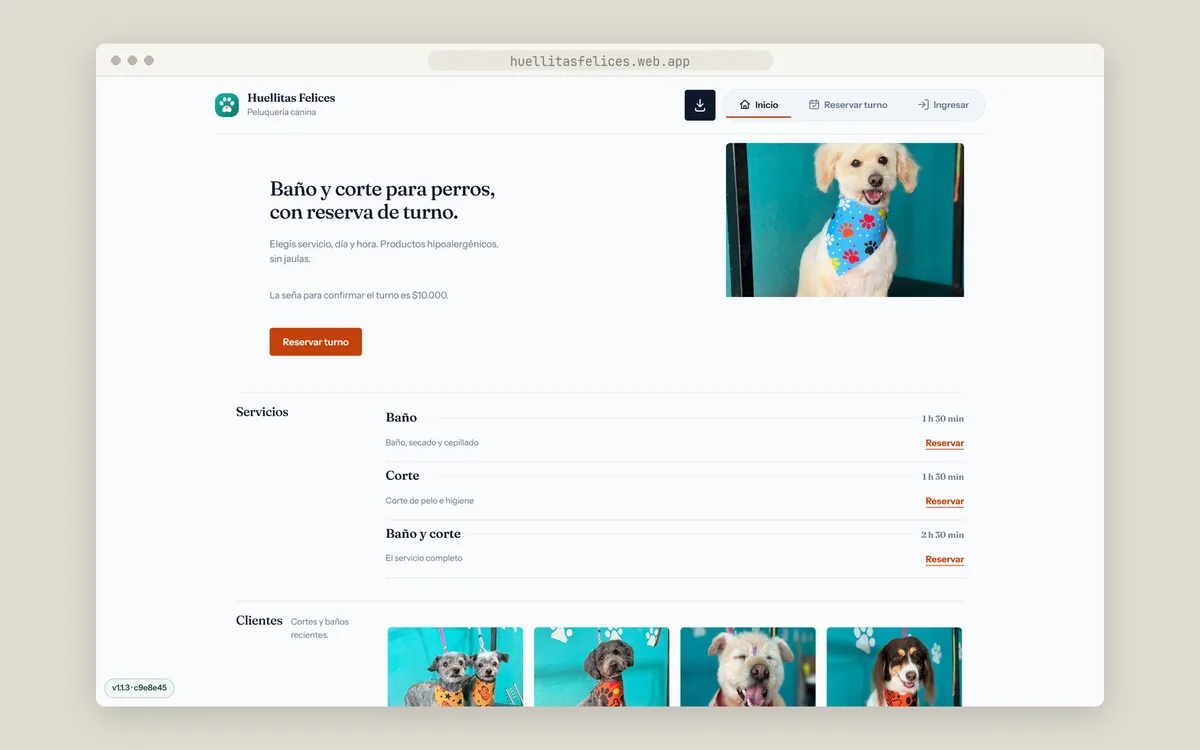 huellitasfelices.web.app
Huellitas Felices
Peluquería canina
Inicio
Reservar turno
Ingresar
Baño y corte para perros,
con reserva de turno.
Elegís servicio, día y hora. Productos hipoalergénicos,
sin jaulas.
La seña para confirmar el turno es $10.000.
Reservar turno
Servicios
Baño
1 h 30 min
Baño, secado y cepillado
Reservar
Corte
1 h 30 min
Corte de pelo e higiene
Reservar
Baño y corte
2 h 30 min
El servicio completo
Reservar
Clientes
Cortes y baños
recientes.
v1.1.3 · c9e8e45